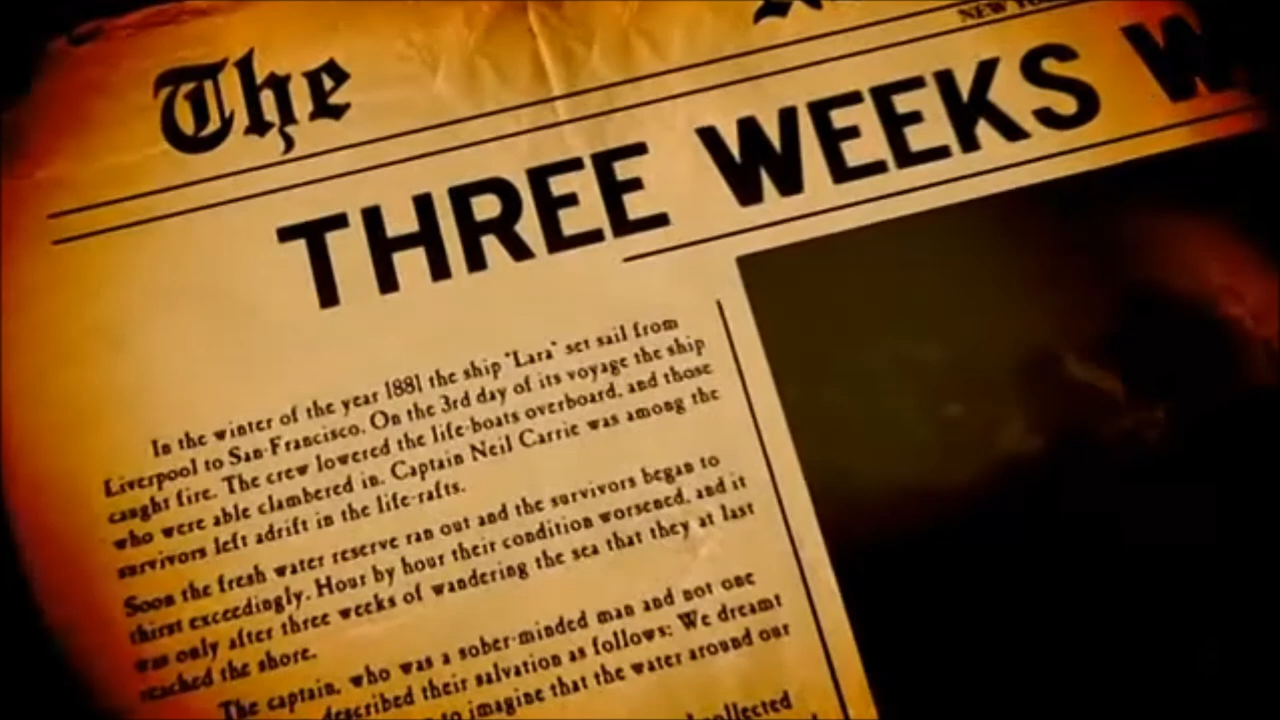 The
NEW
THREE WEEKS W
In the winter of the year 1881 the ship "Lara" set sail from
Liverpool to San-Francisco. On the 3rd day of its voyage the ship
caught fire. The crew lowered the life-boats overboard, and those
who were able clambered in. Captain Neil Carrie was among the
survivors left adrift in the life-rafts.
Soon the fresh water reserve ran out and the survivors began to
thirst exceedingly. Hour by hour their condition worsened, and it
was only after three weeks of wandering the sea that they at last
reached the shore.
The captain, who was a sober-minded man and not one
described their salvation as follows: We dreamt
to imagine that the water around our
collected